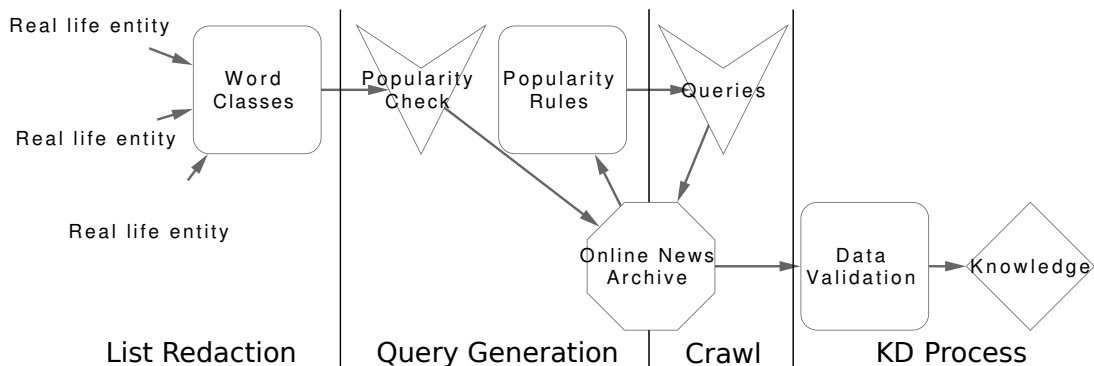 Real life entity
Real life entity
Real life entity
Word
Classes
Popularity
Check
Popularity
Rules
Queries
Online News
Archive
Data
Validation
Knowledge
List Redaction
Query Generation
Crawl
KD Process